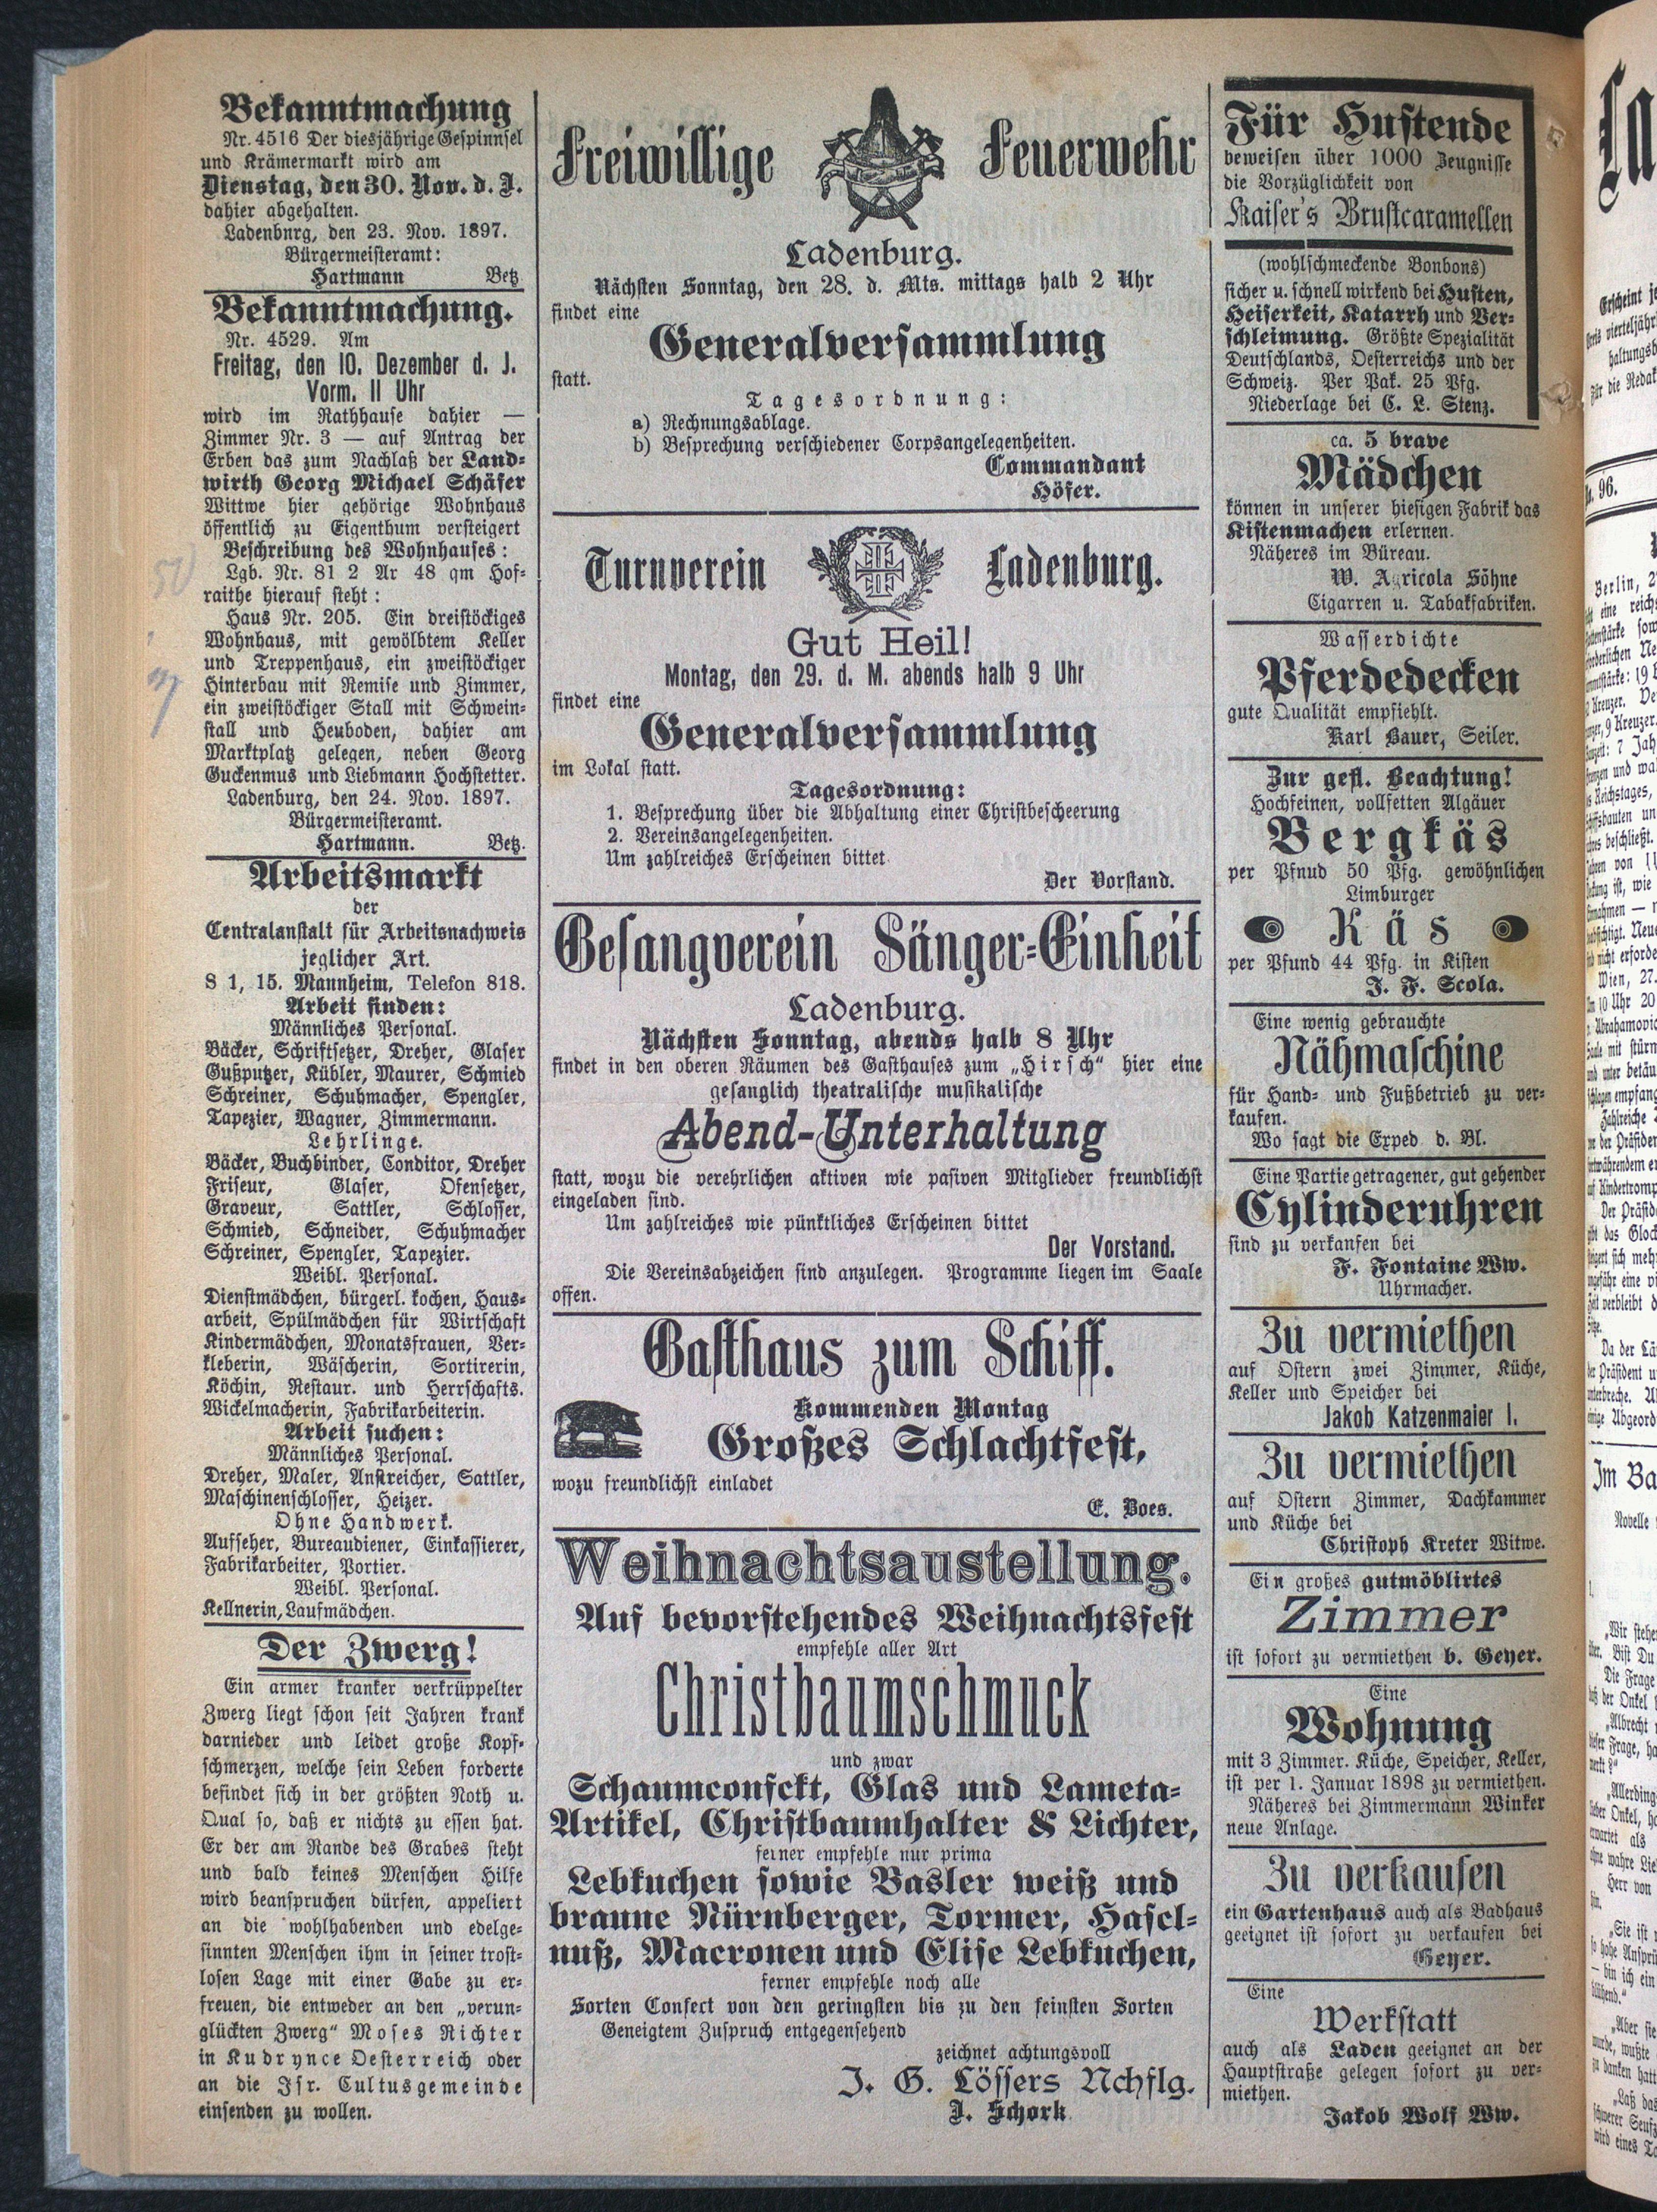 Bekanntmachung
Nr. 4516 Der diesjährige Gespinnsel
und Krämermarkt wird am
Dienstag, den 30. Nov. d. J.
dahier abgehalten.
Ladenburg, den 23. Nov. 1897.
Bürgermeisteramt:
Hartmann Betz
Bekanntmachung.
Nr. 4529. Am
Freitag, den 10. Dezember d. J.
Vorm. 11 Uhr
wird im Rathhause dahier —
Zimmer Nr. 3 — auf Antrag der
Erben das zum Nachlaß der Land-
wirth Georg Michael Schäfer
Wittwe hier gehörige Wohnhaus
öffentlich zu Eigenthum versteigert
Beschreibung des Wohnhauses:
Lgb. Nr. 81 2 Ar 48 qm Hof-
raithe hierauf steht:
Haus Nr. 205. Ein dreistöckiges
Wohnhaus, mit gewölbtem Keller
und Treppenhaus, ein zweistöckiger
Hinterbau mit Remise und Zimmer,
ein zweistöckiger Stall mit Schwein-
stall und Heuboden, dahier am
Marktplatz gelegen, neben Georg
Guckenmus und Liebmann Hochstetter.
Ladenburg, den 24. Nov. 1897.
Bürgermeisteramt.
Hartmann. Betz.
Arbeitsmarkt
der
Centralanstalt für Arbeitsnachweis
jeglicher Art.
S 1, 15. Mannheim, Telefon 818.
Arbeit finden:
Männliches Personal.
Bäcker, Schriftsetzer, Dreher, Glaser
Gußputzer, Kübler, Maurer, Schmied
Schreiner, Schuhmacher, Spengler,
Tapezier, Wagner, Zimmermann.
Lehrlinge.
Bäcker, Buchbinder, Conditor, Dreher
Friseur, Glaser, Ofensetzer,
Graveur, Sattler, Schlosser,
Schmied, Schneider, Schuhmacher
Schreiner, Spengler, Tapezier.
Weibl. Personal.
Dienstmädchen, bürgerl. kochen, Haus-
arbeit, Spülmädchen für Wirtschaft
Kindermädchen, Monatsfrauen, Ver-
kleberin, Wäscherin, Sortirerin,
Köchin, Restaur. und Herrschafts.
Wickelmacherin, Fabrikarbeiterin.
Arbeit suchen:
Männliches Personal.
Dreher, Maler, Anstreicher, Sattler,
Maschinenschlosser, Heizer.
Ohne Handwerk.
Aufseher, Bureaudiener, Einkassierer,
Fabrikarbeiter, Portier.
Weibl. Personal.
Kellnerin, Laufmädchen.
Der Zwerg!
Ein armer kranker verkrüppelter
Zwerg liegt schon seit Jahren krank
darnieder und leidet große Kopf-
schmerzen, welche sein Leben forderte
befindet sich in der größten Noth u.
Qual so, daß er nichts zu essen hat.
Er der am Rande des Grabes steht
und bald keines Menschen Hilfe
wird beanspruchen dürfen, appeliert
an die wohlhabenden und edelge-
sinnten Menschen ihm in seiner trost-
losen Lage mit einer Gabe zu er-
freuen, die entweder an den „verun-
glückten Zwerg“ Moses Richter
in Kudrynce Oesterreich oder
an die Isr. Cultusgemeinde
einsenden zu wollen.
Freiwillige Feuerwehr
Ladenburg.
Nächsten Sonntag, den 28. d. Mts. mittags halb 2 Uhr
findet eine
Generalversammlung
statt.
Tagesordnung:
a) Rechnungsablage.
b) Besprechung verschiedener Corpsangelegenheiten.
Commandant
Höfer.
Turnverein Ladenburg.
Gut Heil!
Montag, den 29. d. M. abends halb 9 Uhr
findet eine
Generalversammlung
im Lokal statt.
Tagesordnung:
1. Besprechung über die Abhaltung einer Christbescheerung
2. Vereinsangelegenheiten.
Um zahlreiches Erscheinen bittet
Der Vorstand.
Gesangverein Sänger-Einheit
Ladenburg.
Nächsten Sonntag, abends halb 8 Uhr
findet in den oberen Räumen des Gasthauses zum „Hirsch“ hier eine
gesanglich theatralische musikalische
Abend-Unterhaltung
statt, wozu die verehrlichen aktiven wie pasiven Mitglieder freundlichst
eingeladen sind.
Um zahlreiches wie pünktliches Erscheinen bittet
Der Vorstand.
Die Vereinsabzeichen sind anzulegen. Programme liegen im Saale
offen.
Gasthaus zum Schiff.
Kommenden Montag
Großes Schlachtfest,
wozu freundlichst einladet
E. Boes.
Weihnachtsaustellung.
Auf bevorstehendes Weihnachtsfest
empfehle aller Art
Christbaumschmuck
und zwar
Schaumconfekt, Glas und Lameta-
Artikel, Christbaumhalter & Lichter,
ferner empfehle nur prima
Lebkuchen sowie Basler weiß und
braune Nürnberger, Tormer, Hasel-
nuß, Macronen und Elise Lebkuchen,
ferner empfehle noch alle
Sorten Confect von den geringsten bis zu den feinsten Sorten
Geneigtem Zuspruch entgegensehend
zeichnet achtungsvoll
J. G. Lössers Nchflg.
J. Schork
Für Hustende
beweisen über 1000 Zeugnisse
die Vorzüglichkeit von
Kaiser's Brustcaramellen
(wohlschmeckende Bonbons)
sicher u. schnell wirkend bei Husten,
Heiserkeit, Katarrh und Ver-
schleimung. Größte Spezialität
Deutschlands, Oesterreichs und der
Schweiz. Per Pak. 25 Pfg.
Niederlage bei C. L. Stenz.
ca. 5 brave
Mädchen
können in unserer hiesigen Fabrik das
Kistenmachen erlernen.
Näheres im Büreau.
W. Agricola Söhne
Cigarren u. Tabakfabriken.
Wasserdichte
Pferdedecken
gute Qualität empfiehlt.
Karl Bauer, Seiler.
Zur gefl. Beachtung!
Hochfeinen, vollfetten Algäuer
Bergkäs
per Pfnud 50 Pfg. gewöhnlichen
Limburger
Käs
per Pfund 44 Pfg. in Kisten
J. F. Scola.
Eine wenig gebrauchte
Nähmaschine
für Hand- und Fußbetrieb zu ver-
kaufen.
Wo sagt die Exped d. Bl.
Eine Partie getragener, gut gehender
Cylinderuhren
sind zu verkaufen bei
F. Fontaine Ww.
Uhrmacher.
Zu vermiethen
auf Ostern zwei Zimmer, Küche,
Keller und Speicher bei
Jakob Katzenmaier I.
Zu vermiethen
auf Ostern Zimmer, Dachkammer
und Küche bei
Christoph Kreter Witwe.
Ein großes gutmöblirtes
Zimmer
ist sofort zu vermiethen b. Geyer.
Eine
Wohnung
mit 3 Zimmer. Küche, Speicher, Keller,
ist per 1. Januar 1898 zu vermiethen.
Näheres bei Zimmermann Winker
neue Anlage.
Zu verkaufen
ein Gartenhaus auch als Badhaus
geeignet ist sofort zu verkaufen bei
Geyer.
Eine
Werkstatt
auch als Laden geeignet an der
Hauptstraße gelegen sofort zu ver-
miethen.
Jakob Wolf Ww.